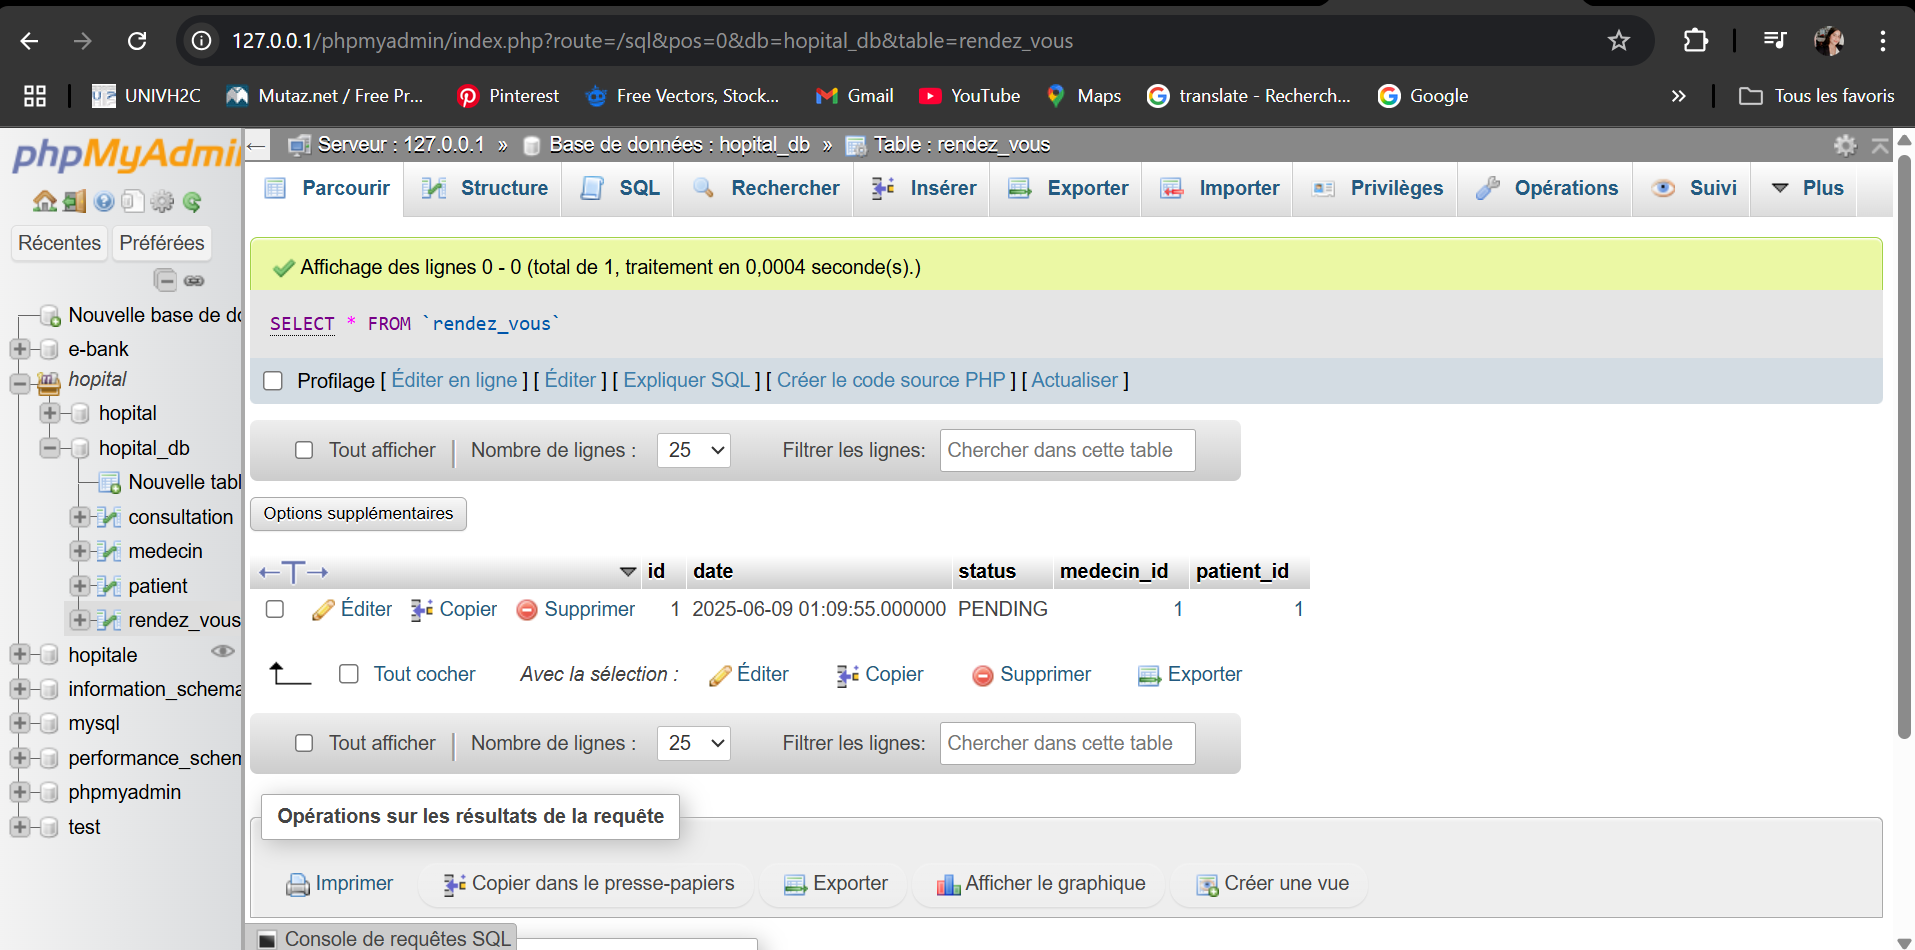 127.0.0.1/phpmyadmin/index.php?route=/sql&pos=0&db=hopital_db&table=rendez_vous
UNIVH2C Mutaz.net / Free Pr... Pinterest Free Vectors, Stock... Gmail YouTube Maps translate - Recherch... Google » Tous les favoris
phpMyAdmi
Récentes Préférées
Nouvelle base de do
e-bank
hopital
hopital
hopital_db
Nouvelle tabl
consultation
medecin
patient
rendez_vous
hopitale
information_schema
mysql
performance_schem
phpmyadmin
test
Serveur : 127.0.0.1 » Base de données : hopital_db » Table : rendez_vous
Parcourir Structure SQL Rechercher Insérer Exporter Importer Privilèges Opérations Suivi Plus
Affichage des lignes 0 - 0 (total de 1, traitement en 0,0004 seconde(s).)
SELECT * FROM `rendez_vous`
Profilage [ Éditer en ligne ] [ Éditer ] [ Expliquer SQL ] [ Créer le code source PHP ] [ Actualiser ]
Tout afficher | Nombre de lignes : 25 Filtrer les lignes: Chercher dans cette table
Options supplémentaires
←T→ id date status medecin_id patient_id
Éditer Copier Supprimer 1 2025-06-09 01:09:55.000000 PENDING 1 1
Tout cocher Avec la sélection : Éditer Copier Supprimer Exporter
Tout afficher | Nombre de lignes : 25 Filtrer les lignes: Chercher dans cette table
Opérations sur les résultats de la requête
Imprimer Copier dans le presse-papiers Exporter Afficher le graphique Créer une vue
Console de requêtes SQL